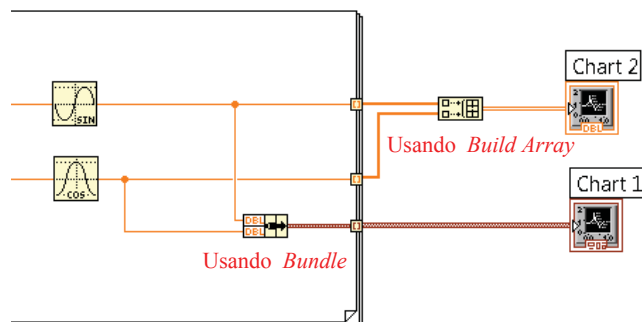 Chart 2
SIN
DBL
Usando Build Array
COS
Chart 1
DBL
DBL
Usando Bundle